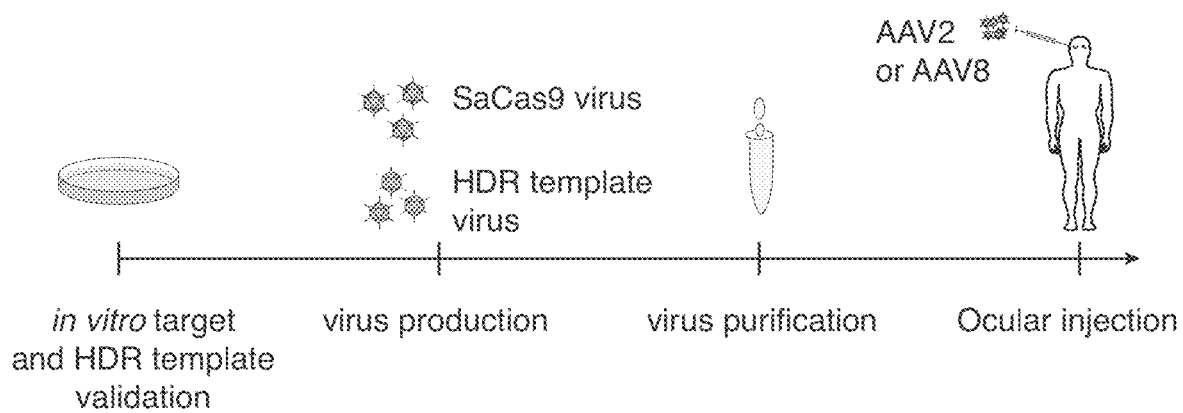 AAV2
or AAV8
SaCas9 virus
HDR template
virus
in vitro target
and HDR template
validation
virus production
virus purification
Ocular injection